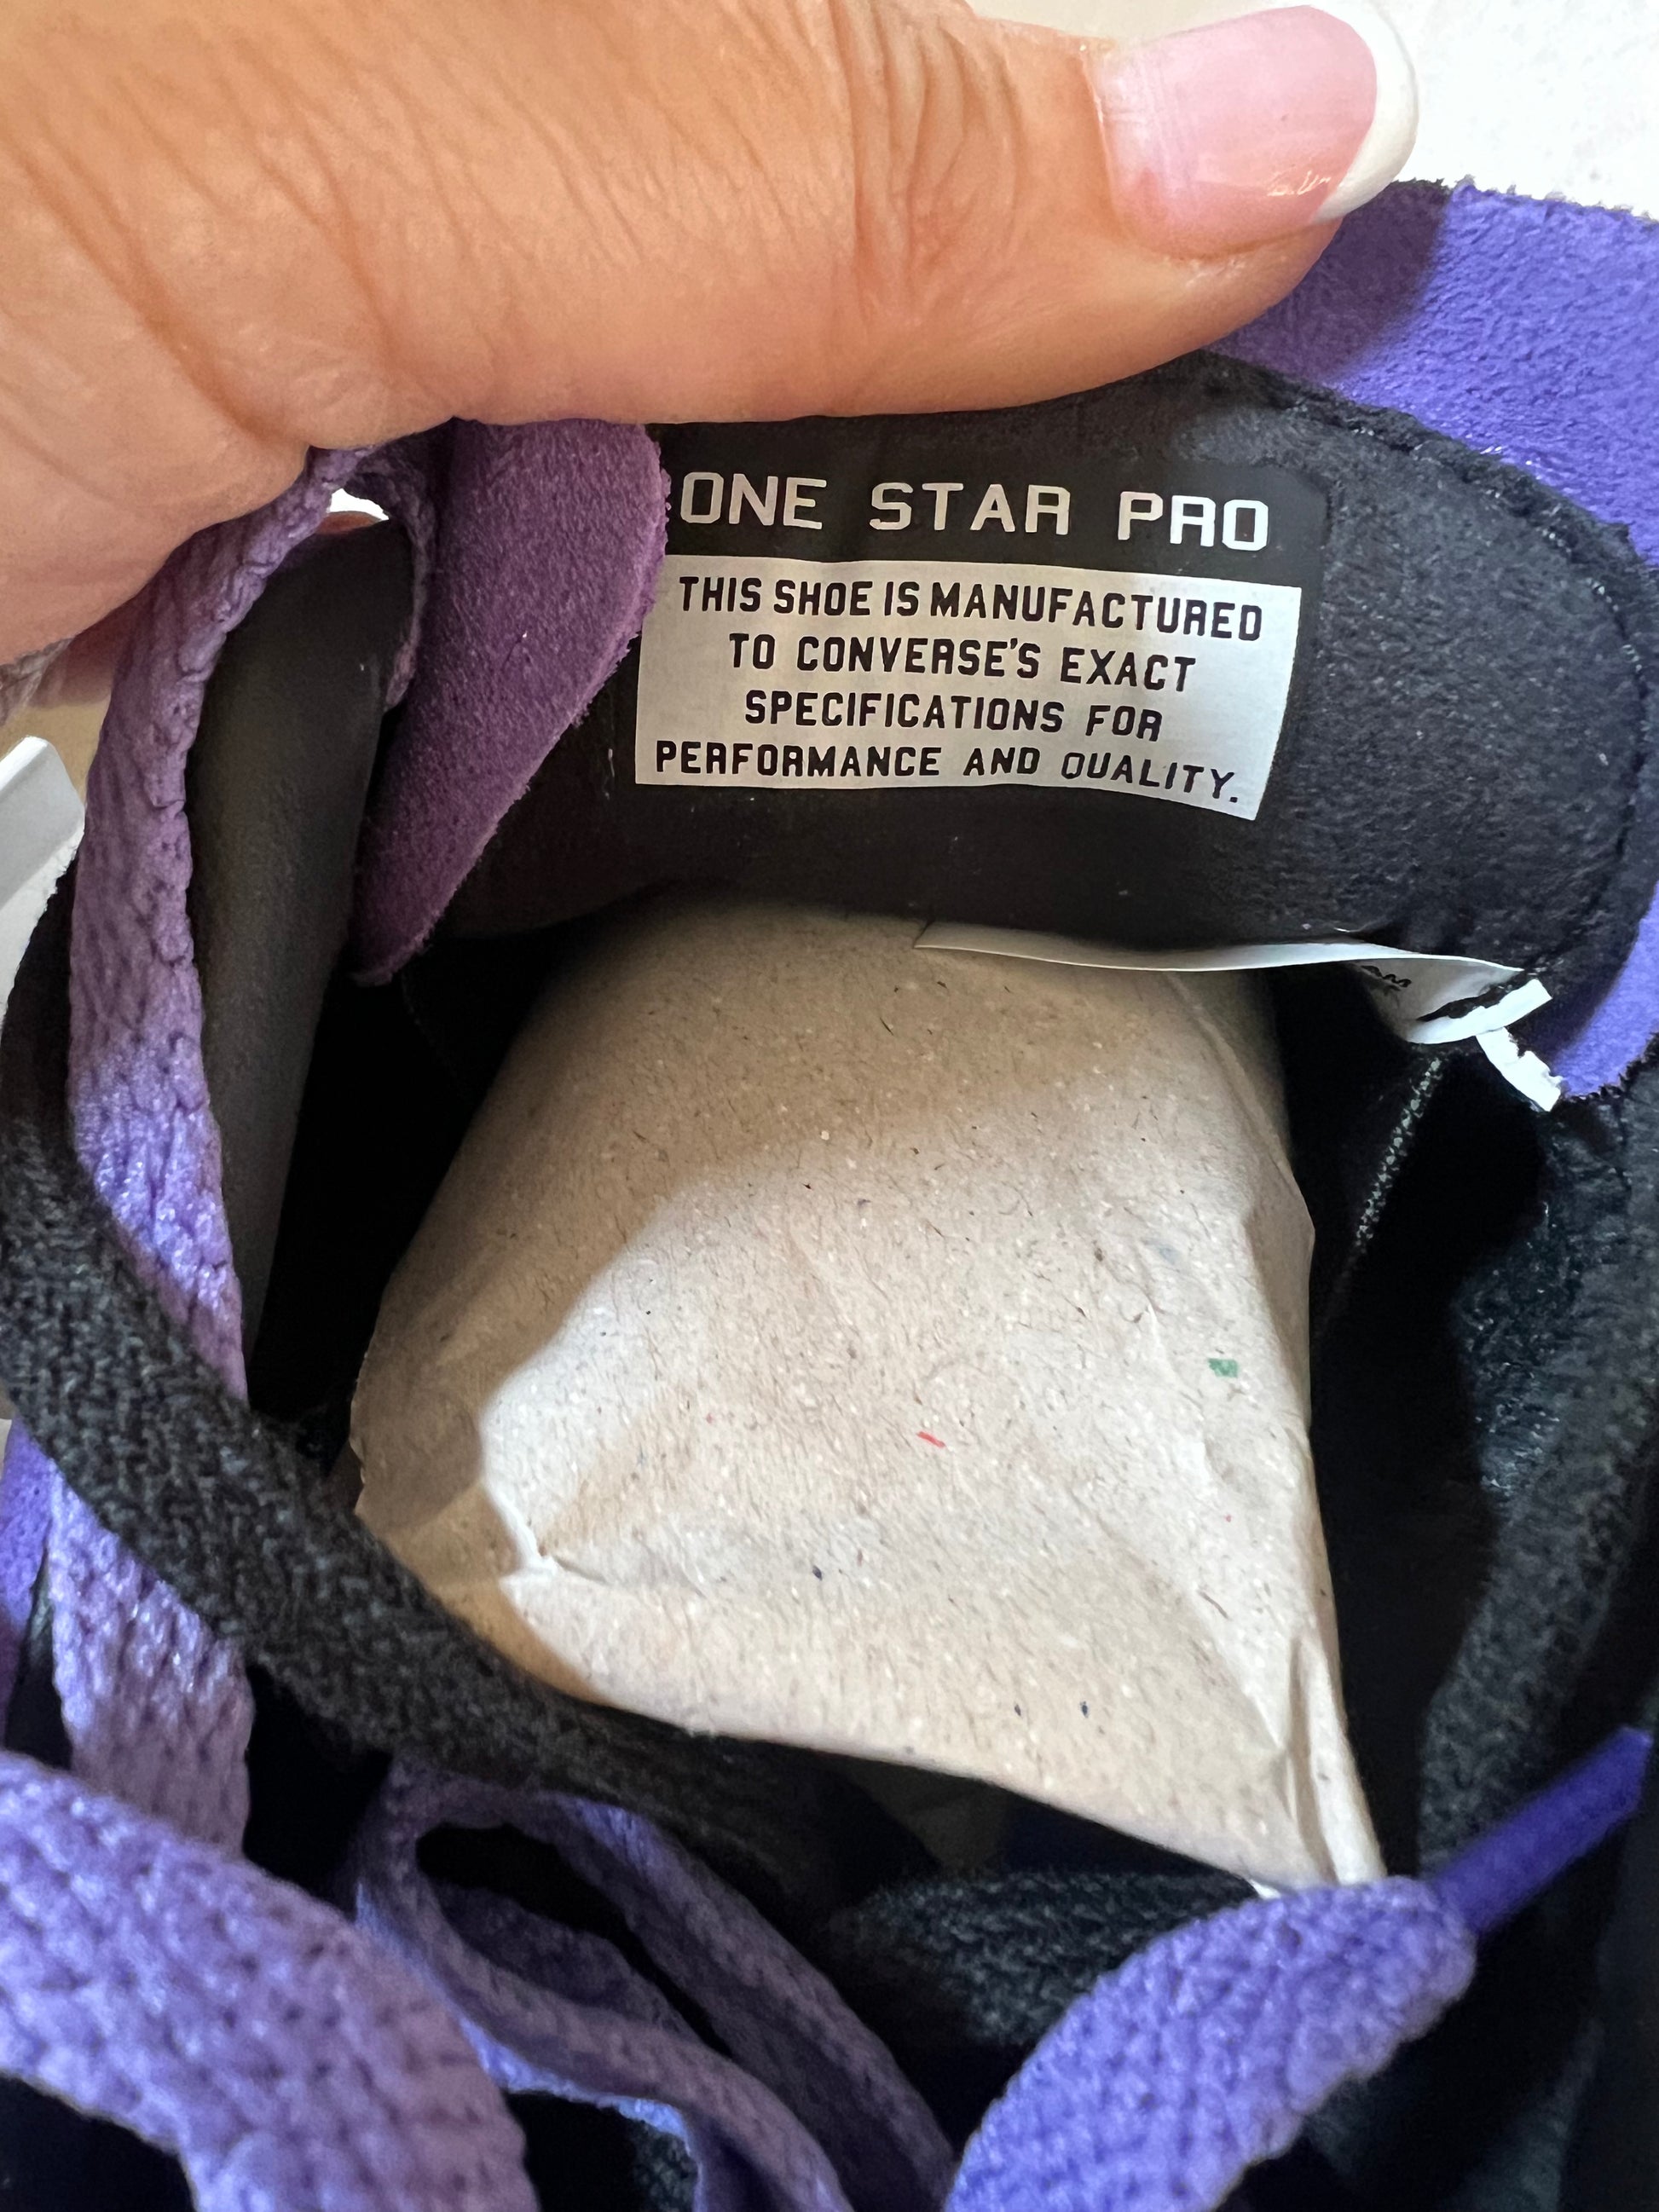 ONE STAR PRO
THIS SHOE IS MANUFACTURED
TO CONVERSE'S EXACT
SPECIFICATIONS FOR
PERFORMANCE AND QUALITY.